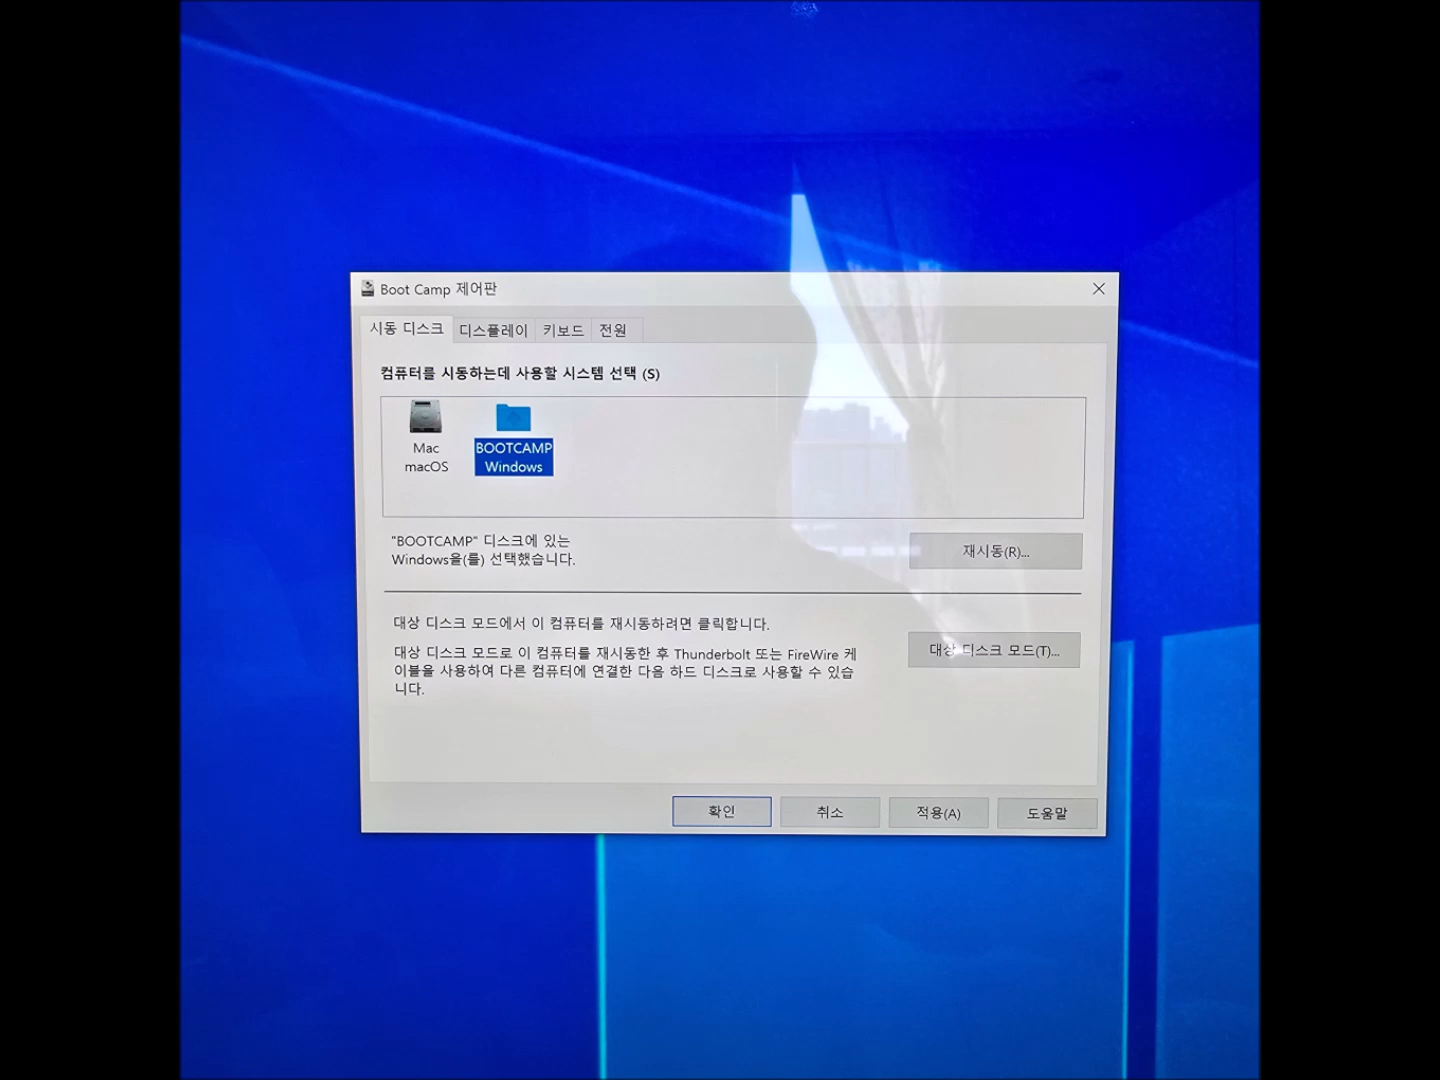 Boot Camp 제어판
시동 디스크 디스플레이 키보드 전원
컴퓨터를 시동하는데 사용할 시스템 선택 (S)
Mac
macOS
BOOTCAMP
Windows
"BOOTCAMP" 디스크에 있는
Windows을(를) 선택했습니다.
재시동(R)...
대상 디스크 모드에서 이 컴퓨터를 재시동하려면 클릭합니다.
대상 디스크 모드로 이 컴퓨터를 재시동한 후 Thunderbolt 또는 FireWire 케
이블을 사용하여 다른 컴퓨터에 연결한 다음 하드 디스크로 사용할 수 있습
니다.
대상 디스크 모드(T)...
확인 취소 적용(A) 도움말